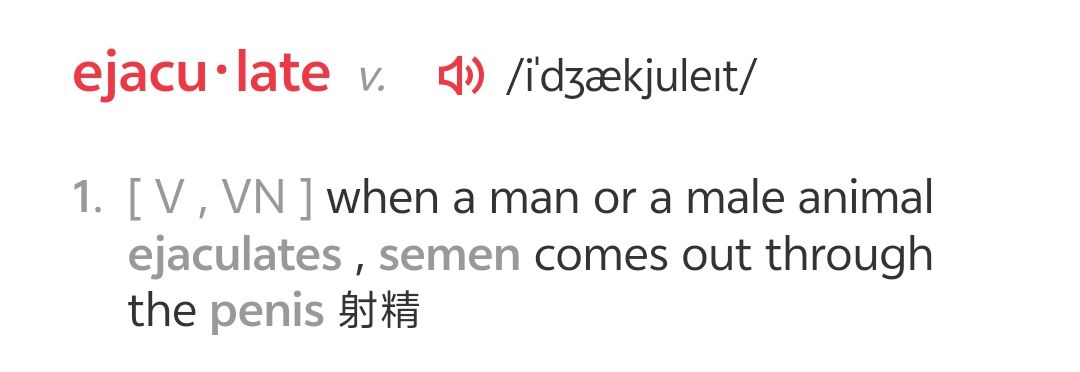 ejacu·late v. /iˈdʒækjuleɪt/
1. [ V , VN ] when a man or a male animal
ejaculates , semen comes out through
the penis 射精